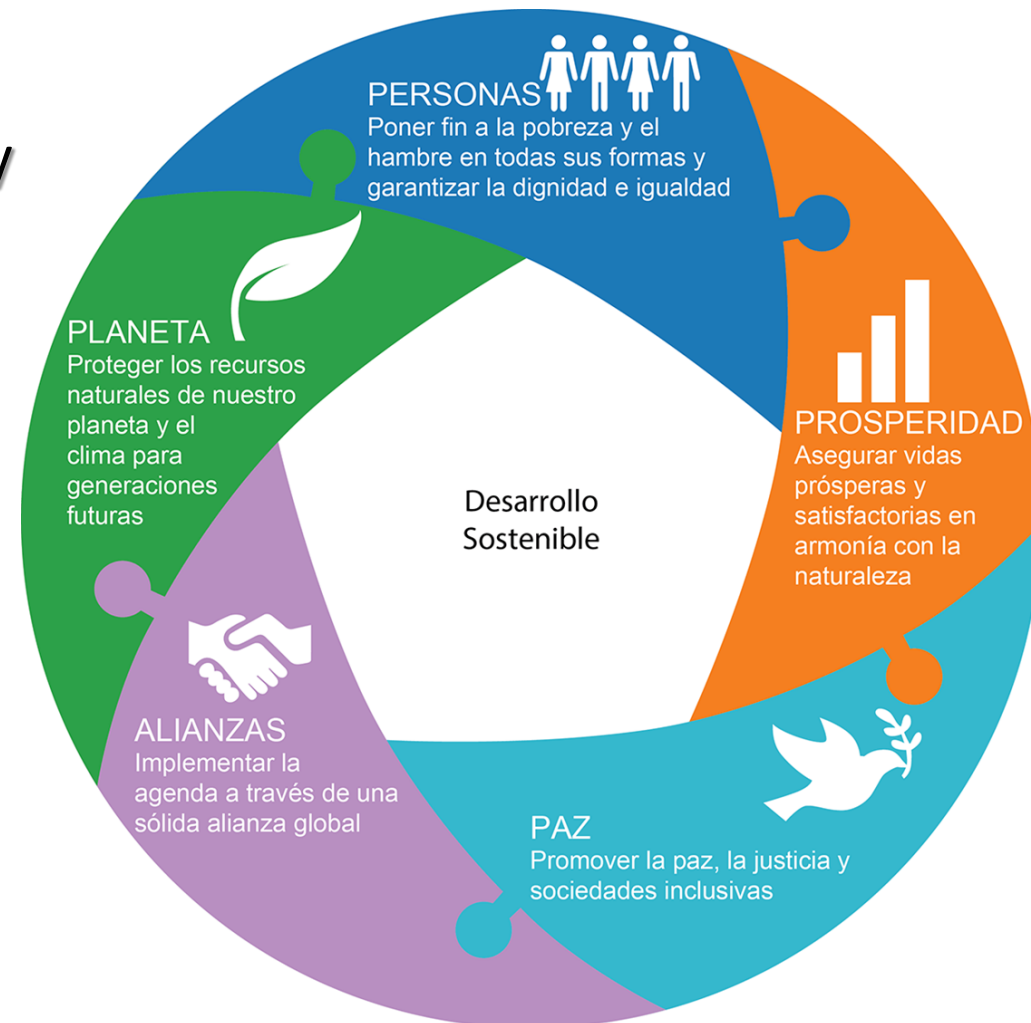 PERSONAS
Poner fin a la pobreza y el
hambre en todas sus formas y
garantizar la dignidad e igualdad
PROSPERIDAD
Asegurar vidas
prósperas y
satisfactorias en
armonía con la
naturaleza
PAZ
Promover la paz, la justicia y
sociedades inclusivas
ALIANZAS
Implementar la
agenda a través de una
sólida alianza global
PLANETA
Proteger los recursos
naturales de nuestro
planeta y el
clima para
generaciones
futuras
Desarrollo
Sostenible